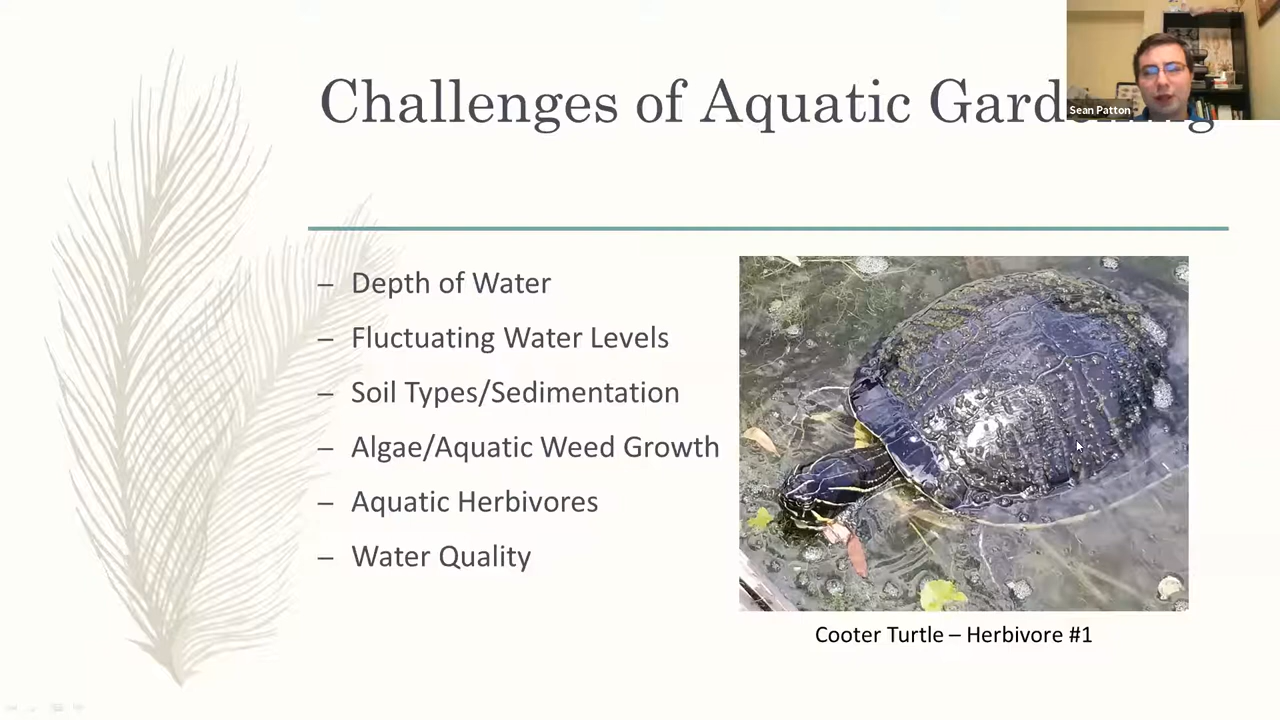 Challenges of Aquatic Gardening
Sean Patton
– Depth of Water
– Fluctuating Water Levels
– Soil Types/Sedimentation
– Algae/Aquatic Weed Growth
– Aquatic Herbivores
– Water Quality
Cooter Turtle – Herbivore #1